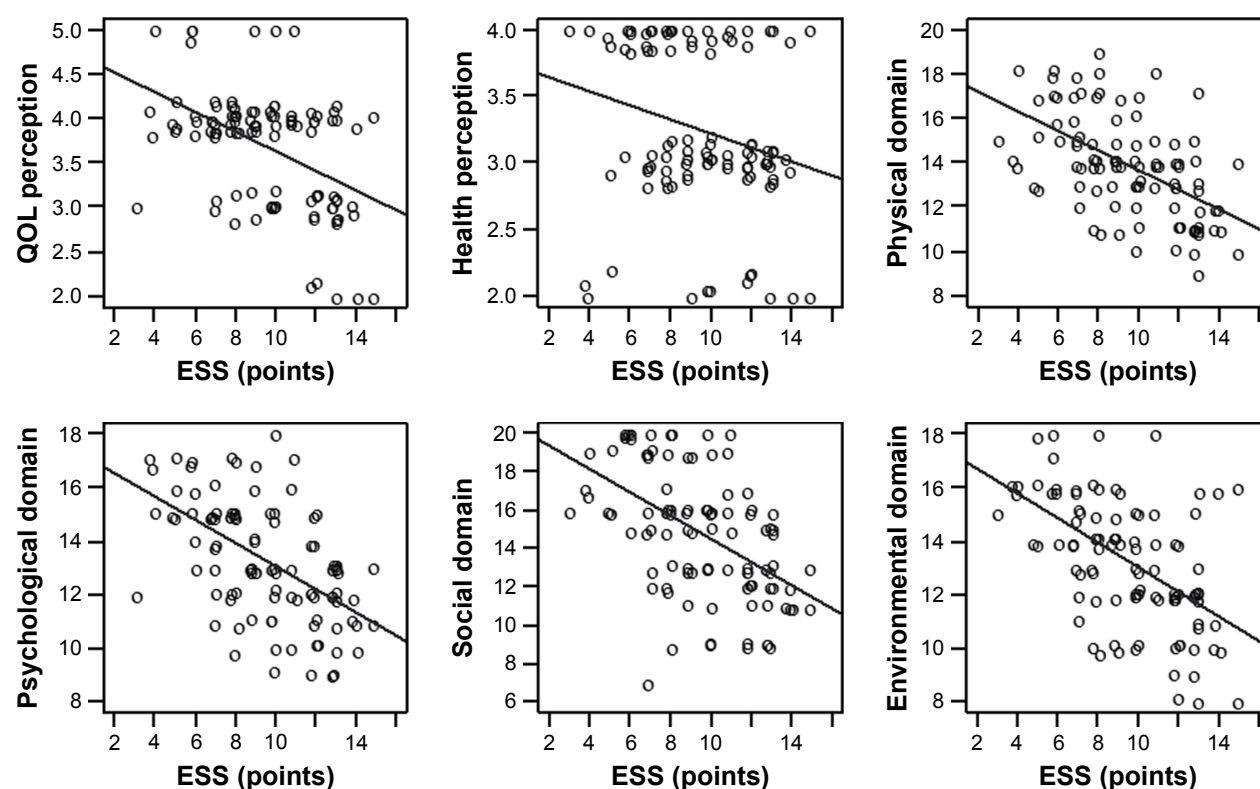 QOL perception
5.0
4.5
4.0
3.5
3.0
2.5
2.0
2 4 6 8 10 14
ESS (points)
Health perception
4.0
3.5
3.0
2.5
2.0
2 4 6 8 10 14
ESS (points)
Physical domain
20
18
16
14
12
10
8
2 4 6 8 10 14
ESS (points)
Psychological domain
18
16
14
12
10
8
2 4 6 8 10 14
ESS (points)
Social domain
20
18
16
14
12
10
8
6
2 4 6 8 10 14
ESS (points)
Environmental domain
18
16
14
12
10
8
2 4 6 8 10 14
ESS (points)